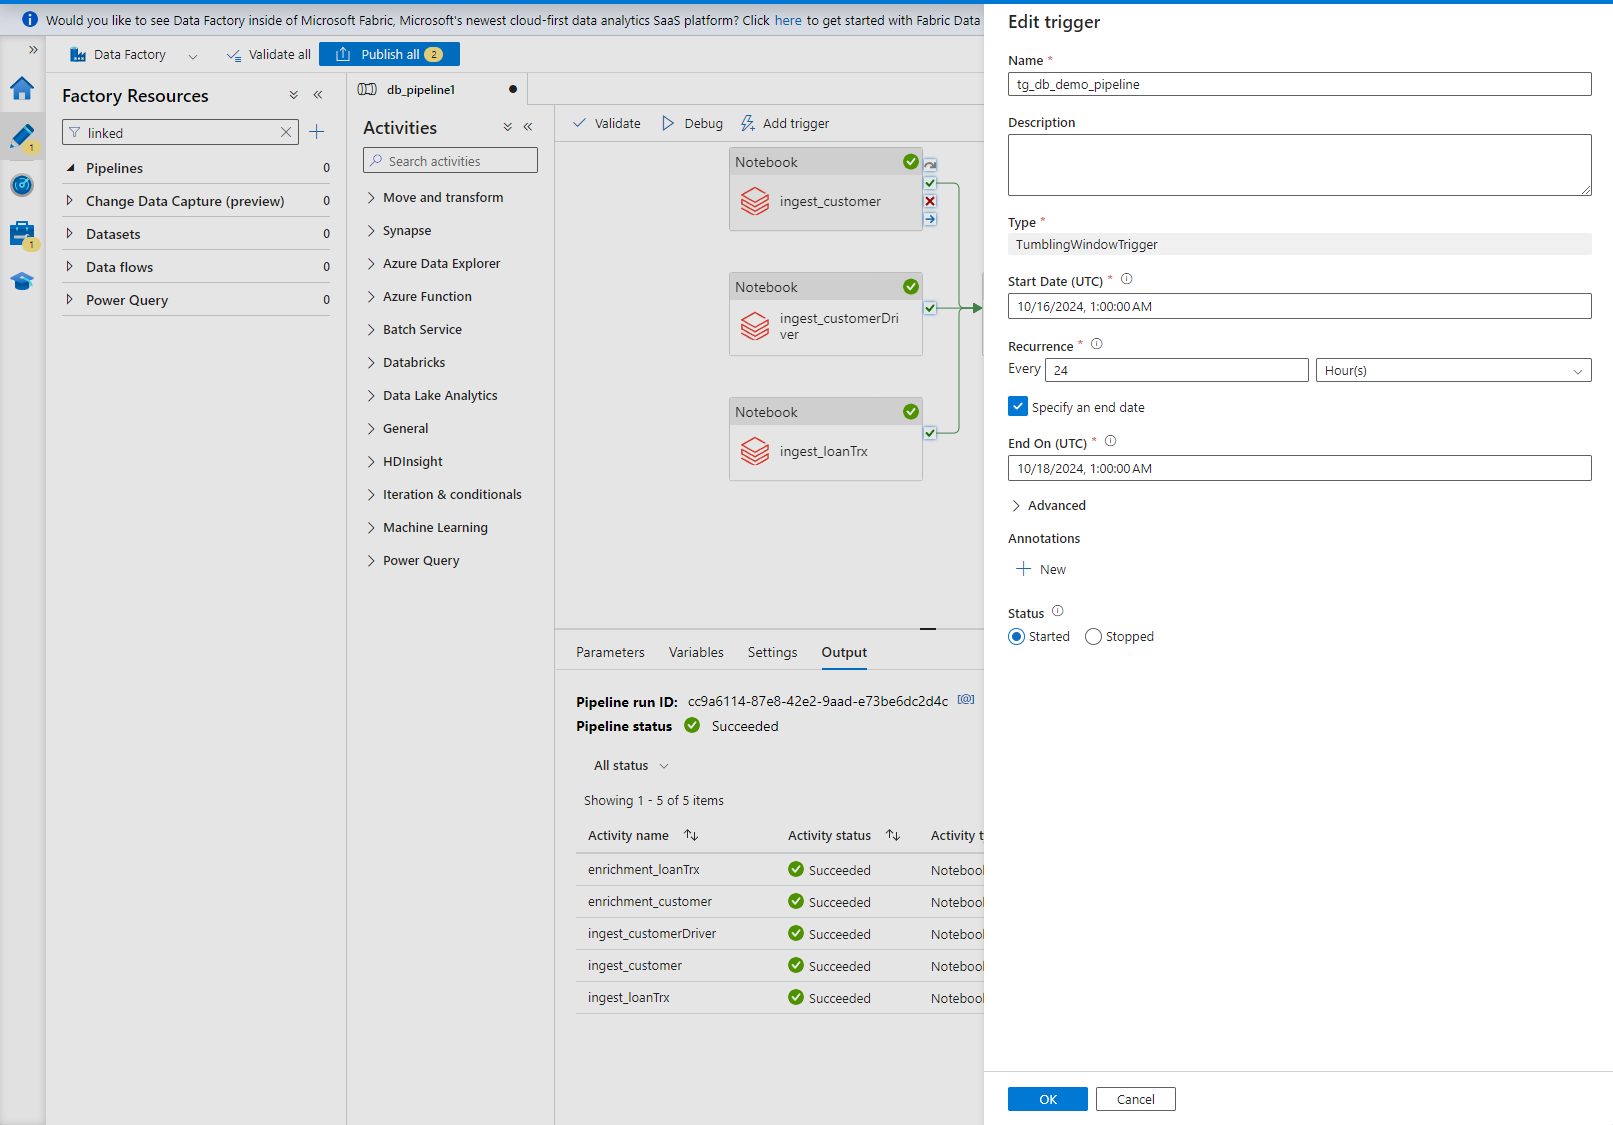 Would you like to see Data Factory inside of Microsoft Fabric, Microsoft's newest cloud-first data analytics SaaS platform? Click here to get started with Fabric Data
Data Factory
Validate all
Publish all 2
Factory Resources
linked
Pipelines 0
Change Data Capture (preview) 0
Datasets 0
Data flows 0
Power Query 0
1
1
db_pipeline1
Activities
Search activities
Move and transform
Synapse
Azure Data Explorer
Azure Function
Batch Service
Databricks
Data Lake Analytics
General
HDInsight
Iteration & conditionals
Machine Learning
Power Query
Validate Debug Add trigger
Notebook
ingest_customer
Notebook
ingest_customerDri
ver
Notebook
ingest_loanTrx
Parameters Variables Settings Output
Pipeline run ID: cc9a6114-87e8-42e2-9aad-e73be6dc2d4c [@]
Pipeline status Succeeded
All status
Showing 1 - 5 of 5 items
Activity name Activity status Activity t
enrichment_loanTrx Succeeded Noteboo
enrichment_customer Succeeded Noteboo
ingest_customerDriver Succeeded Noteboo
ingest_customer Succeeded Noteboo
ingest_loanTrx Succeeded Noteboo
Edit trigger
Name *
tg_db_demo_pipeline
Description
Type *
TumblingWindowTrigger
Start Date (UTC) *
10/16/2024, 1:00:00 AM
Recurrence *
Every 24 Hour(s)
Specify an end date
End On (UTC) *
10/18/2024, 1:00:00 AM
Advanced
Annotations
New
Status
Started Stopped
OK Cancel